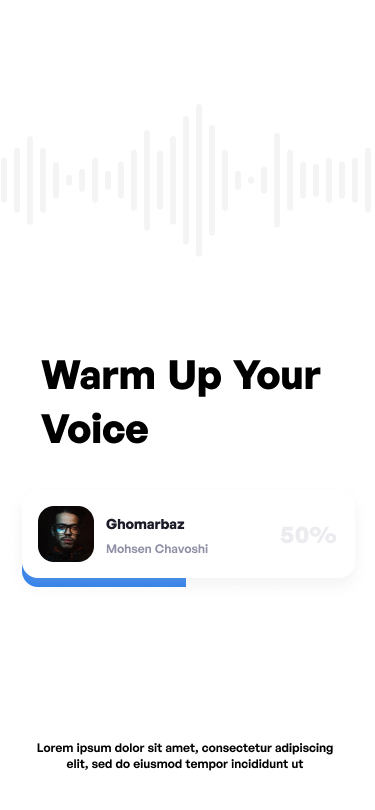 Warm Up Your
Voice
Ghomarbaz
Mohsen Chavoshi
50%
Lorem ipsum dolor sit amet, consectetur adipiscing
elit, sed do eiusmod tempor incididunt ut